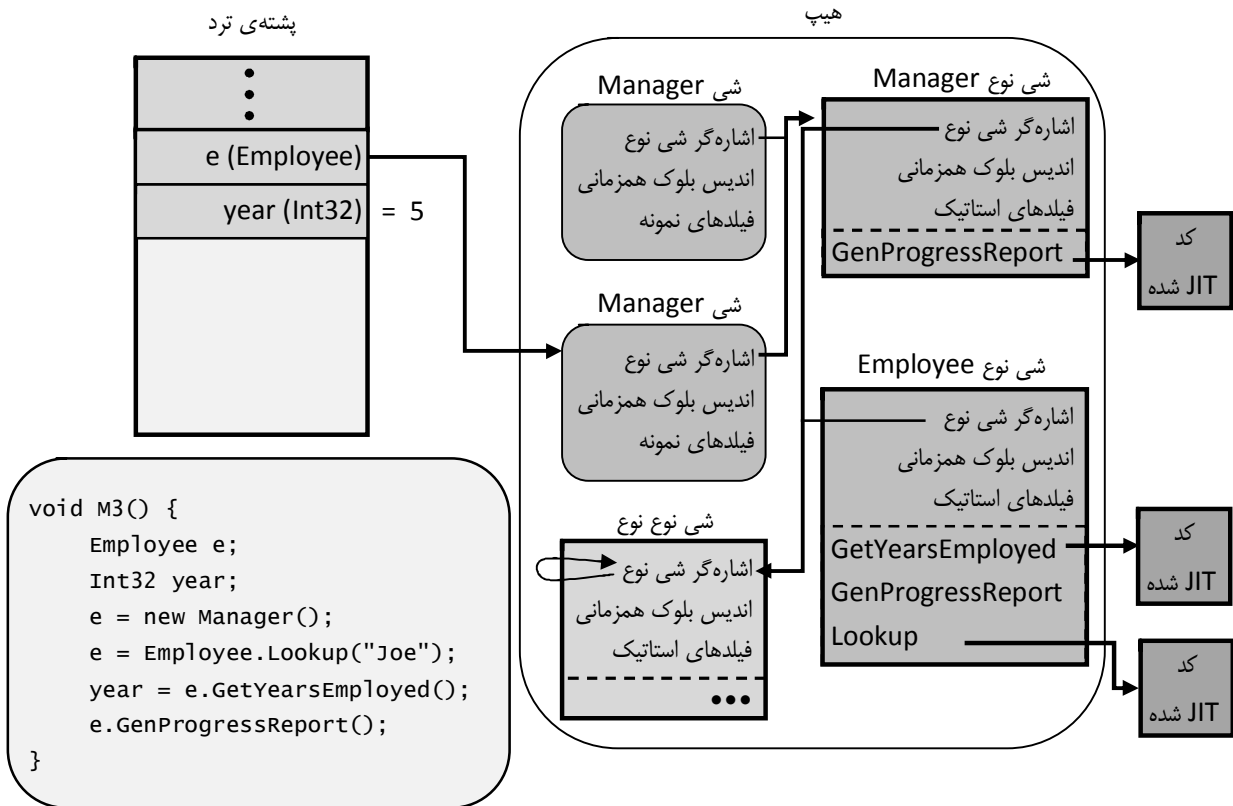 پشته‌ی ترد
e (Employee)
year (Int32) = 5
هیپ
شی Manager
اشاره‌گر شی نوع
اندیس بلوک همزمانی
فیلدهای نمونه
شی Manager
اشاره‌گر شی نوع
اندیس بلوک همزمانی
فیلدهای نمونه
شی نوع نوع
اشاره‌گر شی نوع
اندیس بلوک همزمانی
فیلدهای استاتیک
شی نوع Manager
اشاره‌گر شی نوع
اندیس بلوک همزمانی
فیلدهای استاتیک
GenProgressReport
کد
JIT شده
شی نوع Employee
اشاره‌گر شی نوع
اندیس بلوک همزمانی
فیلدهای استاتیک
GetYearsEmployed
GenProgressReport
Lookup
کد
JIT شده
کد
JIT شده
void M3() {
Employee e;
Int32 year;
e = new Manager();
e = Employee.Lookup("Joe");
year = e.GetYearsEmployed();
e.GenProgressReport();
}